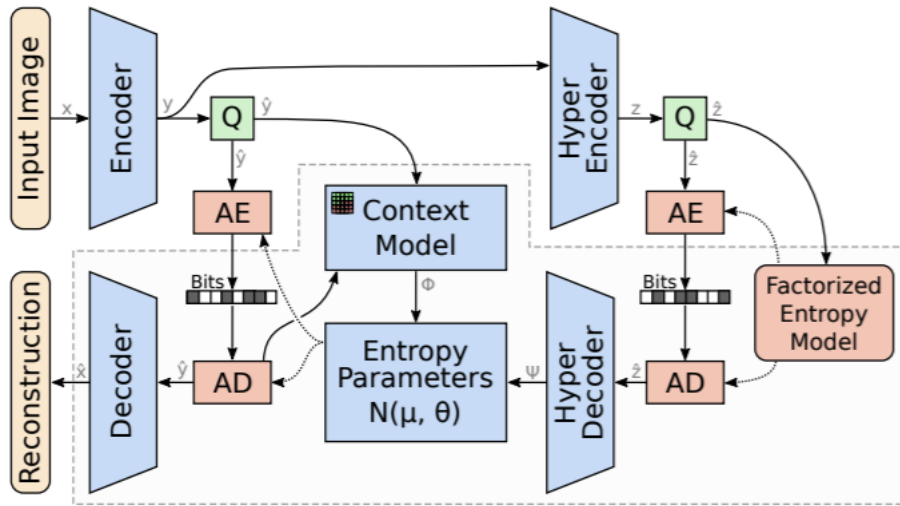 Input Image
x
Encoder
y
Q
ŷ
ŷ
AE
Bits
AD
ŷ
Decoder
x̂
Reconstruction
Context
Model
Φ
Entropy
Parameters
N(μ, θ)
Ψ
Hyper
Encoder
z
Q
ẑ
ẑ
AE
Bits
AD
ẑ
Hyper
Decoder
Factorized
Entropy
Model